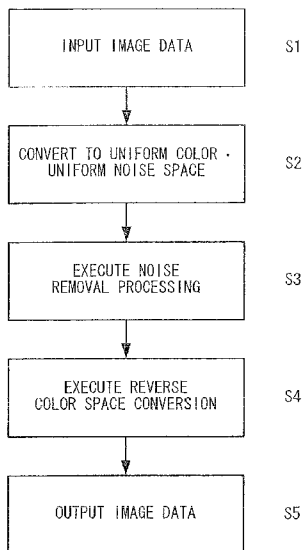 INPUT IMAGE DATA S1
CONVERT TO UNIFORM COLOR ·
UNIFORM NOISE SPACE S2
EXECUTE NOISE
REMOVAL PROCESSING S3
EXECUTE REVERSE
COLOR SPACE CONVERSION S4
OUTPUT IMAGE DATA S5